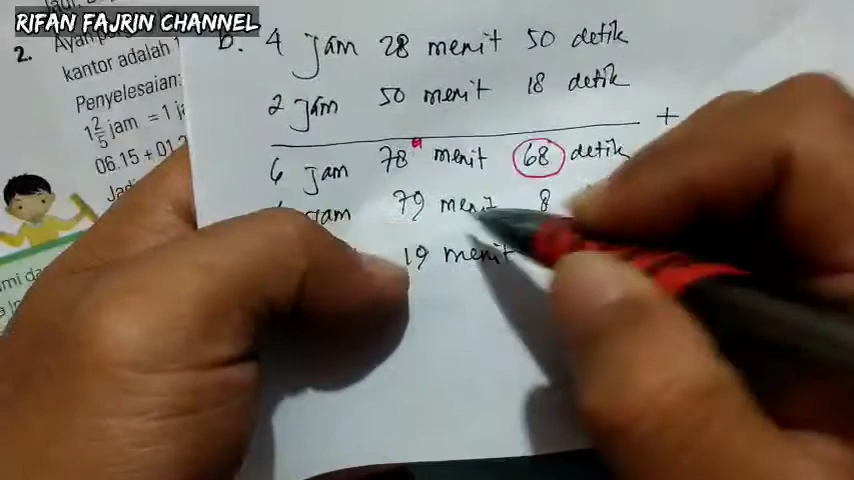 RIFAN FAJRIN CHANNEL
2. Ayah
kantor adalah 1
Penyelesaian:
1 2/5 jam = 1 j
06.15 + 01.2
Jadi
b. 4 jam 28 menit 50 detik
2 jam 50 menit 18 detik
+
6 jam 78 menit 68 detik
jam 79 menit 8
19 menit